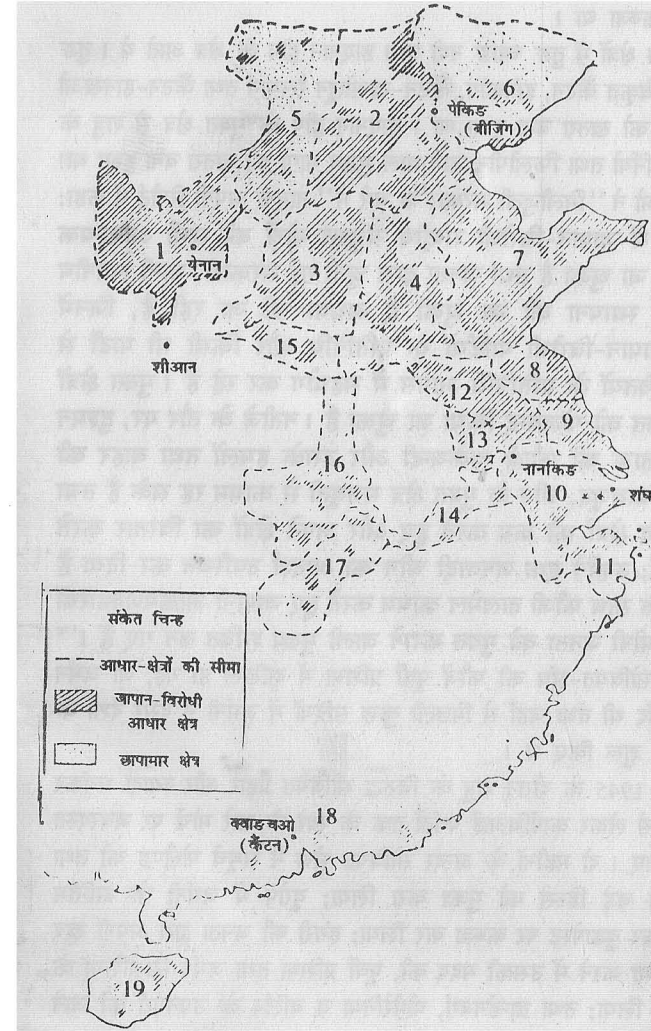 6
पेकिङ
(बीजिंग)
2
5
7
1
येनान
3
4
शीआन
15
8
12
9
13
नानकिङ
16
10
शंघ
14
11
17
संकेत चिन्ह
आधार-क्षेत्रों की सीमा
जापान-विरोधी
आधार क्षेत्र
छापामार क्षेत्र
18
क्वाङचओ
(कैंटन)
19